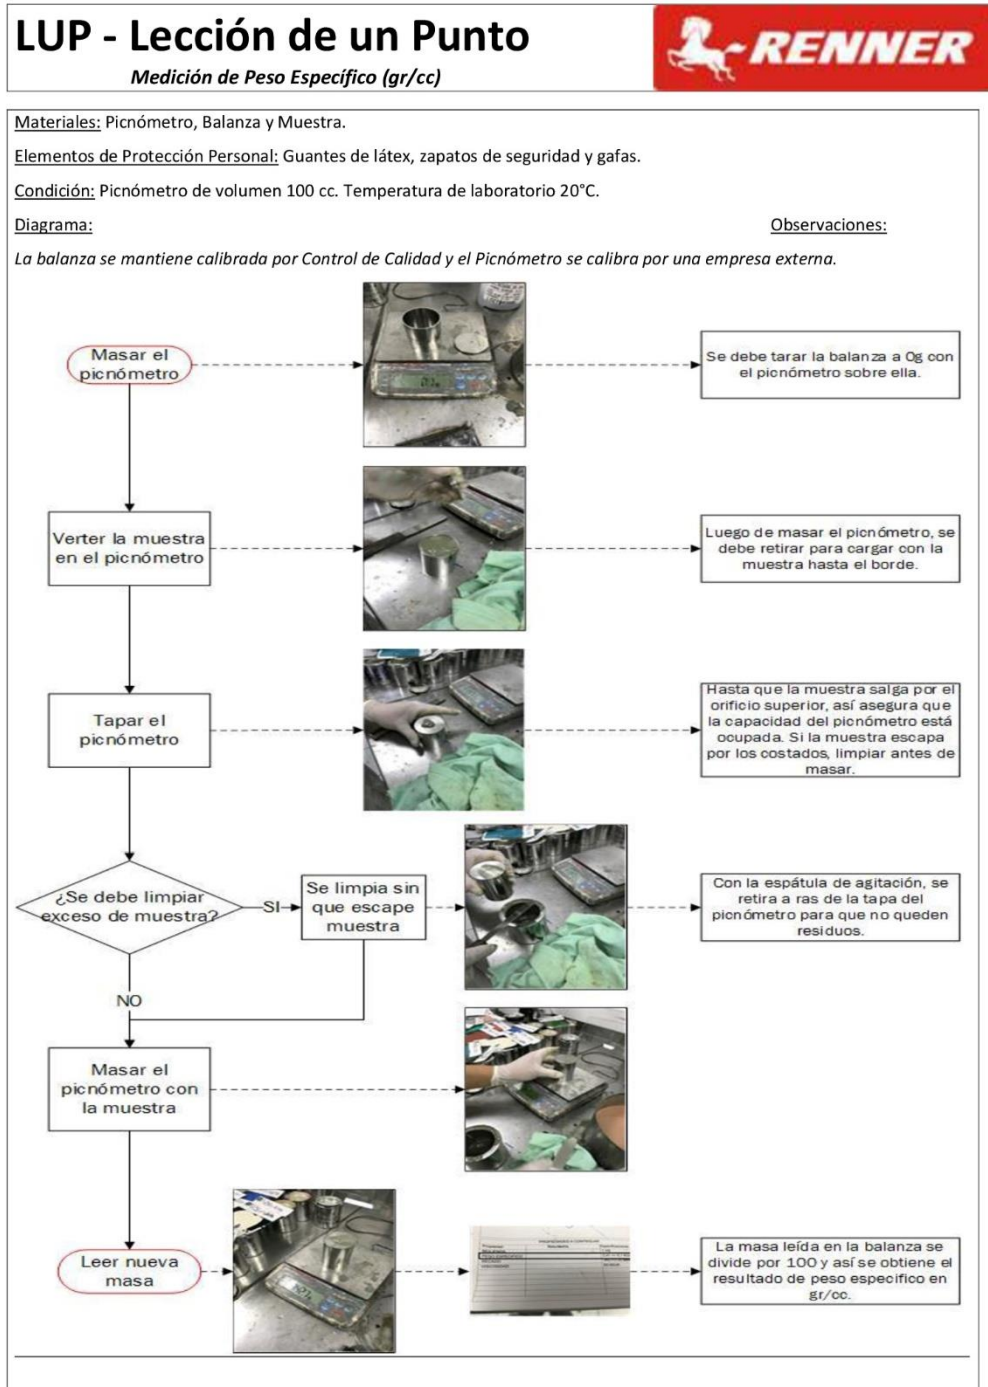 LUP - Lección de un Punto
Medición de Peso Específico (gr/cc)
RENNER
Materiales: Picnómetro, Balanza y Muestra.
Elementos de Protección Personal: Guantes de látex, zapatos de seguridad y gafas.
Condición: Picnómetro de volumen 100 cc. Temperatura de laboratorio 20°C.
Diagrama:
Observaciones:
La balanza se mantiene calibrada por Control de Calidad y el Picnómetro se calibra por una empresa externa.
Masar el
picnómetro
Se debe tarar la balanza a 0g con
el picnómetro sobre ella.
Verter la muestra
en el picnómetro
Luego de masar el picnómetro, se
debe retirar para cargar con la
muestra hasta el borde.
Tapar el
picnómetro
Hasta que la muestra salga por el
orificio superior, así asegura que
la capacidad del picnómetro está
ocupada. Si la muestra escapa
por los costados, limpiar antes de
masar.
¿Se debe limpiar
exceso de muestra?
SI
Se limpia sin
que escape
muestra
Con la espátula de agitación, se
retira a ras de la tapa del
picnómetro para que no queden
residuos.
NO
Masar el
picnómetro con
la muestra
Leer nueva
masa
La masa leída en la balanza se
divide por 100 y así se obtiene el
resultado de peso especifico en
gr/cc.